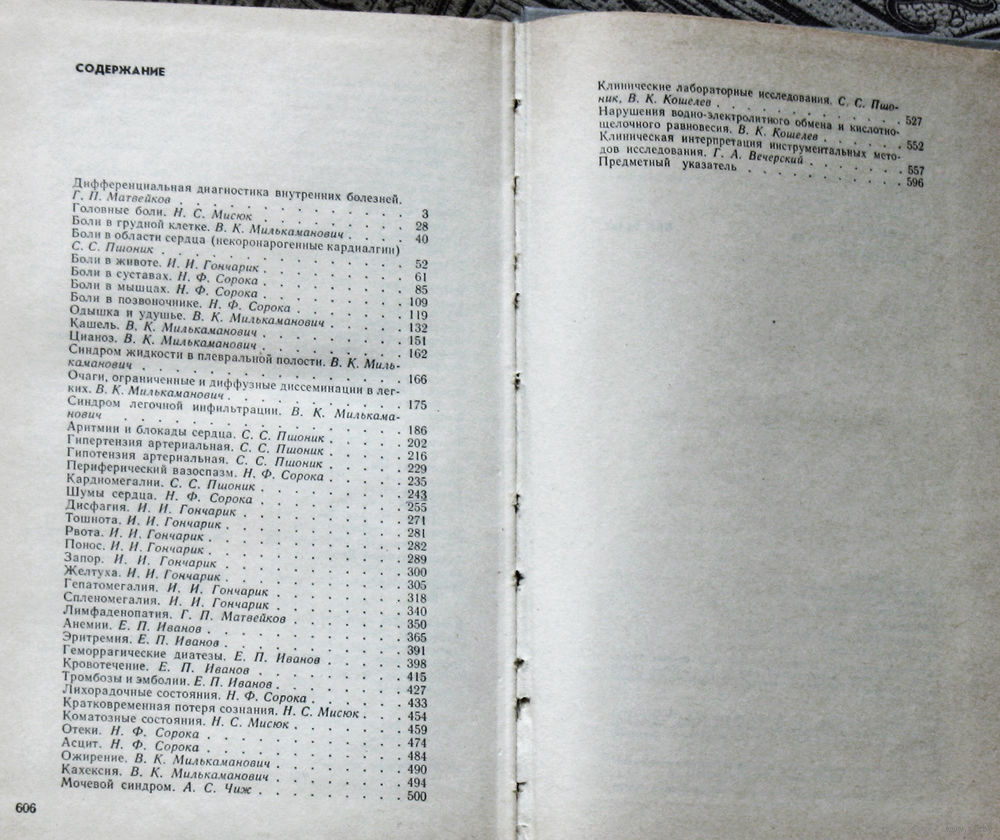 СОДЕРЖАНИЕ
Дифференциальная диагностика внутренних болезней.
Г. П. Матвейков . . . . . . . . . . . . 3
Головные боли. Н. С. Мисюк . . . . . . . . 28
Боли в грудной клетке. В. К. Милькаманович . . . . 40
Боли в области сердца (некоронарогенные кардиалгии)
С. С. Пшоник . . . . . . . . . . . . 52
Боли в животе. И. И. Гончарик . . . . . . . 61
Боли в суставах. Н. Ф. Сорока . . . . . . . 85
Боли в мышцах. Н. Ф. Сорока . . . . . . . 109
Боли в позвоночнике. Н. Ф. Сорока . . . . . . 119
Одышка и удушье. В. К. Милькаманович . . . . . 132
Кашель. В. К. Милькаманович . . . . . . . 151
Цианоз. В. К. Милькаманович . . . . . . . 162
Синдром жидкости в плевральной полости. В. К. Миль-
каманович . . . . . . . . . . . . . 166
Очаги, ограниченные и диффузные диссеминации в лег-
ких. В. К. Милькаманович . . . . . . . . 175
Синдром легочной инфильтрации. В. К. Милькама-
нович . . . . . . . . . . . . . . 186
Аритмии и блокады сердца. С. С. Пшоник . . . . 202
Гипертензия артериальная. С. С. Пшоник . . . . 216
Гипотензия артериальная. С. С. Пшоник . . . . 229
Периферический вазоспазм. Н. Ф. Сорока . . . . 235
Кардиомегалии. С. С. Пшоник . . . . . . . 243
Шумы сердца. Н. Ф. Сорока . . . . . . . 255
Дисфагия. И. И. Гончарик . . . . . . . . 271
Тошнота. И. И. Гончарик . . . . . . . . 281
Рвота. И. И. Гончарик . . . . . . . . . 282
Понос. И. И. Гончарик . . . . . . . . . 289
Запор. И. И. Гончарик . . . . . . . . . 300
Желтуха. И. И. Гончарик . . . . . . . . 305
Гепатомегалия. И. И. Гончарик . . . . . . . 318
Спленомегалия. И. И. Гончарик . . . . . . . 340
Лимфаденопатия. Г. П. Матвейков . . . . . . 350
Анемии. Е. П. Иванов . . . . . . . . . 365
Эритремия. Е. П. Иванов . . . . . . . . 391
Геморрагические диатезы. Е. П. Иванов . . . . . 398
Кровотечение. Е. П. Иванов . . . . . . . 415
Тромбозы и эмболии. Е. П. Иванов . . . . . . 427
Лихорадочные состояния. Н. Ф. Сорока . . . . . 433
Кратковременная потеря сознания. Н. С. Мисюк . . . 454
Коматозные состояния. Н. С. Мисюк . . . . . . 459
Отеки. Н. Ф. Сорока . . . . . . . . . 474
Асцит. Н. Ф. Сорока . . . . . . . . . 484
Ожирение. В. К. Милькаманович . . . . . . 490
Кахексия. В. К. Милькаманович . . . . . . 494
Мочевой синдром. А. С. Чиж . . . . . . . 500
606
Клинические лабораторные исследования. С. С. Пшо-
ник, В. К. Кошелев . . . . . . . . . . 527
Нарушения водно-электролитного обмена и кислотно-
щелочного равновесия. В. К. Кошелев . . . . . 552
Клиническая интерпретация инструментальных мето-
дов исследования. Г. А. Вечерский . . . . . . 557
Предметный указатель . . . . . . . . . 596